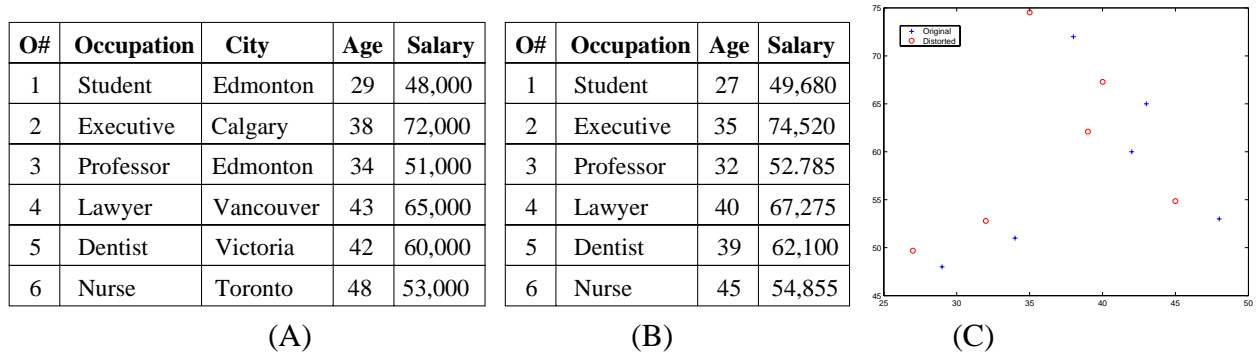 O# Occupation City Age Salary
1 Student Edmonton 29 48,000
2 Executive Calgary 38 72,000
3 Professor Edmonton 34 51,000
4 Lawyer Vancouver 43 65,000
5 Dentist Victoria 42 60,000
6 Nurse Toronto 48 53,000
(A)
O# Occupation Age Salary
1 Student 27 49,680
2 Executive 35 74,520
3 Professor 32 52.785
4 Lawyer 40 67,275
5 Dentist 39 62,100
6 Nurse 45 54,855
(B)
75
70
65
60
55
50
45
25 30 35 40 45 50
Original
Distorted
(C)